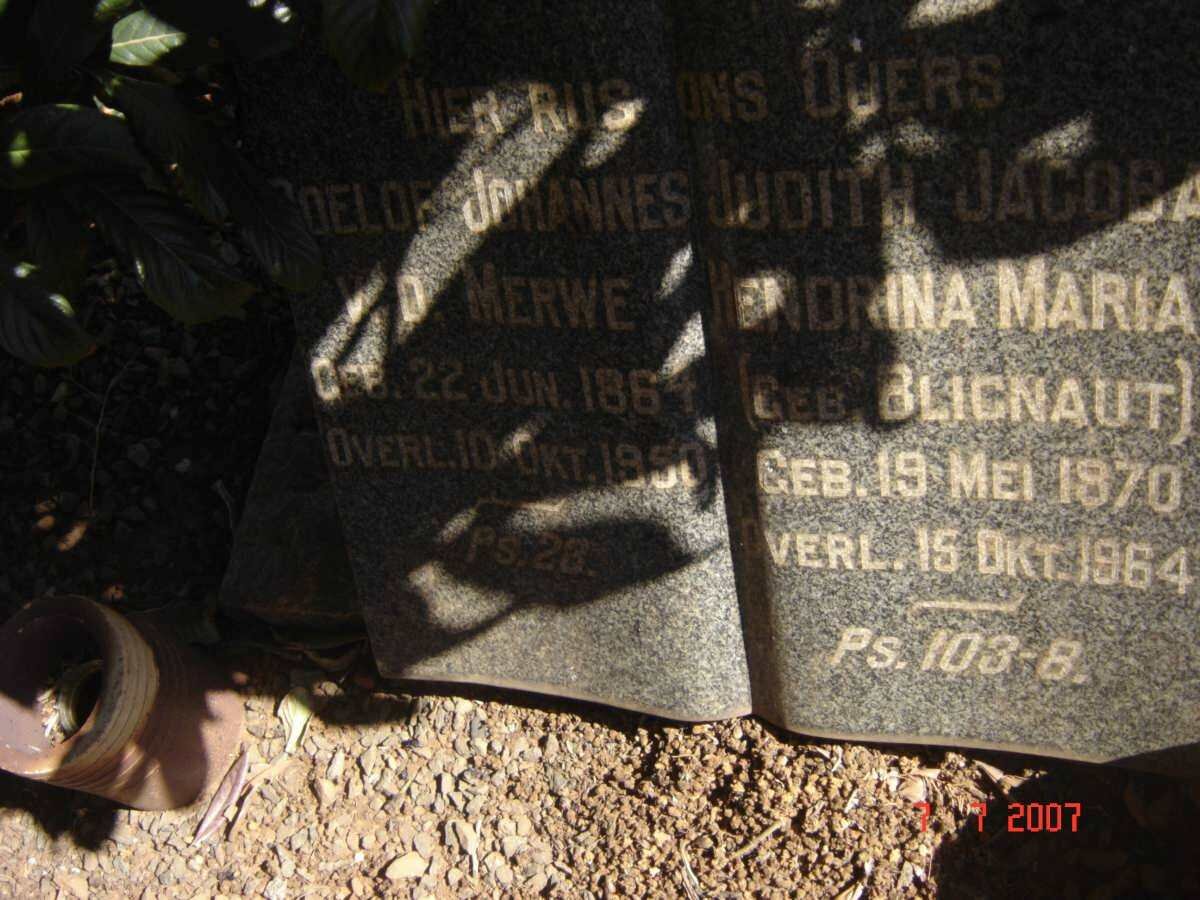 HIER RUS ONS OUERS
ROELOF JOHANNES
V. D. MERWE
GEB. 22 JUN. 1864
OVERL. 10 OKT. 1950
PS. 23.
JUDITH JACOBA
HENDRINA MARIA
(GEB. BLIGNAUT)
GEB. 19 MEI 1870
OVERL. 15 OKT. 1964
PS. 103-8.
7 7 2007